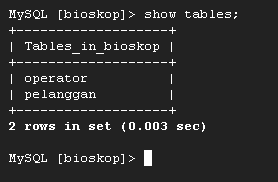 MySQL [bioskop]> show tables;
+-------------------+
| Tables_in_bioskop |
+-------------------+
| operator          |
| pelanggan         |
+-------------------+
2 rows in set (0.003 sec)
MySQL [bioskop]>